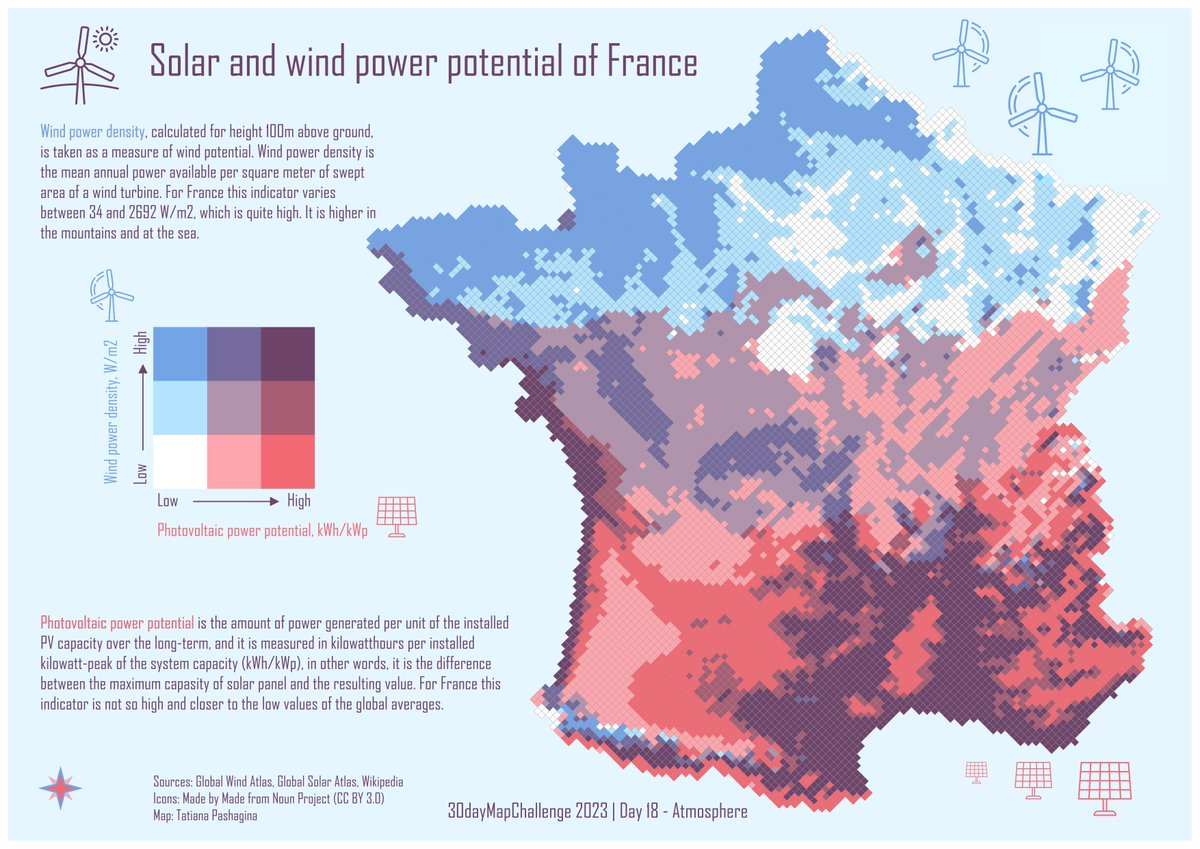 Solar and wind power potential of France
Wind power density, calculated for height 100m above ground,
is taken as a measure of wind potential. Wind power density is
the mean annual power available per square meter of swept
area of a wind turbine. For France this indicator varies
between 34 and 2692 W/m2, which is quite high. It is higher in
the mountains and at the sea.
Wind power density, W/m2
High
Low
Low
High
Photovoltaic power potential, kWh/kWp
Photovoltaic power potential is the amount of power generated per unit of the installed
PV capacity over the long-term, and it is measured in kilowatthours per installed
kilowatt-peak of the system capacity (kWh/kWp), in other words, it is the difference
between the maximum capasity of solar panel and the resulting value. For France this
indicator is not so high and closer to the low values of the global averages.
Sources: Global Wind Atlas, Global Solar Atlas, Wikipedia
Icons: Made by Made from Noun Project (CC BY 3.0)
Map: Tatiana Pashagina
30dayMapChallenge 2023 | Day 18 - Atmosphere